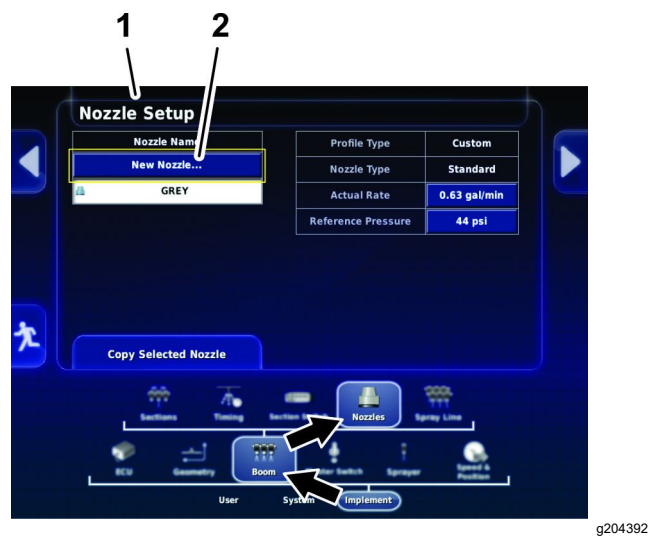 1 2
Nozzle Setup
Nozzle Name
New Nozzle...
GREY
Profile Type Custom
Nozzle Type Standard
Actual Rate 0.63 gal/min
Reference Pressure 44 psi
Copy Selected Nozzle
Sections Timing Section Nozzles Spray Line
ECU Geometry Boom Switch Sprayer Speed & Position
User System Implement
g204392